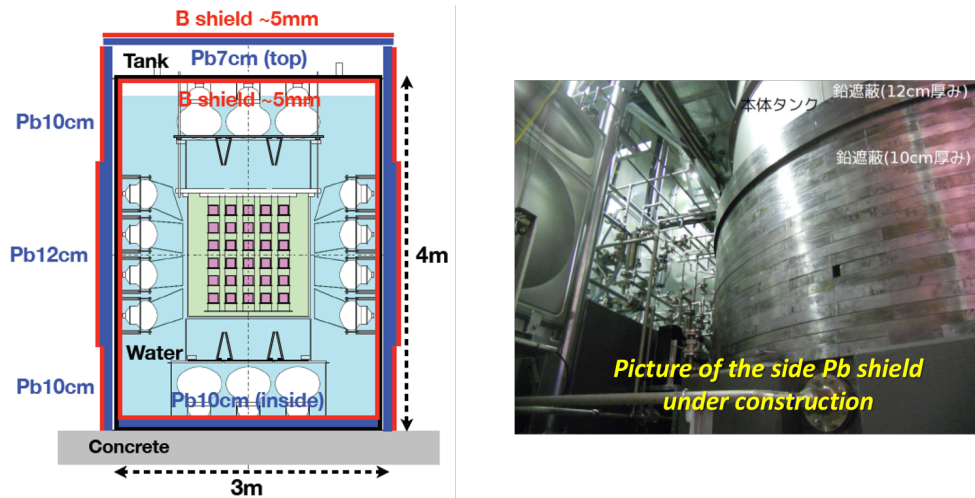 B shield ~5mm
Tank
Pb7cm (top)
B shield ~5mm
Pb10cm
Pb12cm
4m
Water
Pb10cm
Pb10cm (inside)
Concrete
3m
鉛遮蔽(12cm厚み)
本体タンク
鉛遮蔽(10cm厚み)
Picture of the side Pb shield
under construction